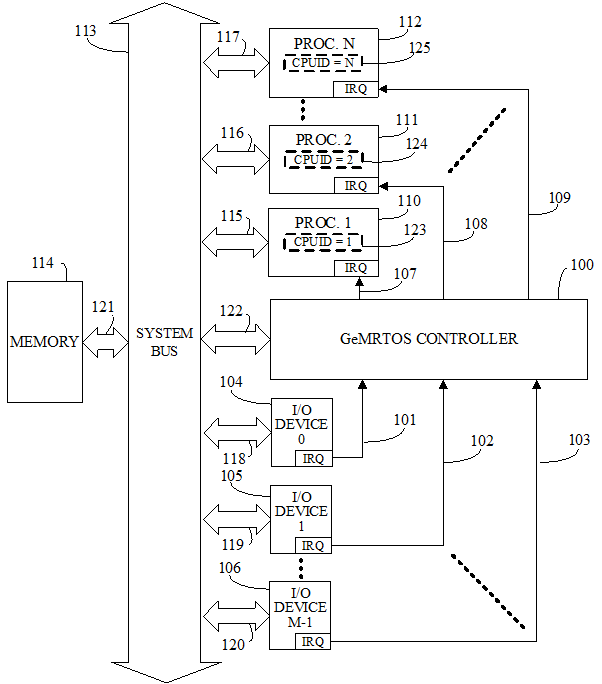 113
117
112
PROC. N
125
CPUID = N
IRQ
116
111
PROC. 2
124
CPUID = 2
IRQ
109
108
115
110
PROC. 1
123
CPUID = 1
IRQ
107
100
114
121
122
MEMORY
SYSTEM
BUS
GeMRTOS CONTROLLER
104
I/O
DEVICE
0
IRQ
118
101
102
103
105
I/O
DEVICE
1
IRQ
119
106
I/O
DEVICE
M-1
IRQ
120